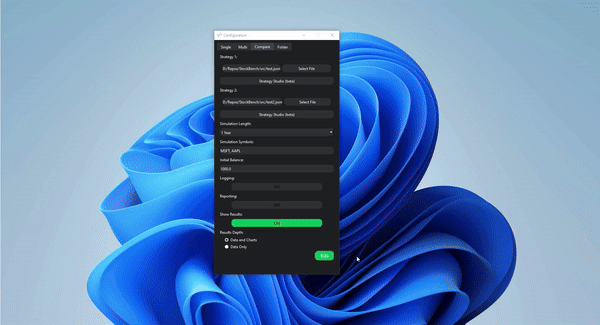 Configuration
Single Multi Compare Folder
Strategy 1:
D:/Repos/StockBench/src/test.json Select File
Strategy Studio (beta)
Strategy 2:
D:/Repos/StockBench/src/test2.json Select File
Strategy Studio (beta)
Simulation Length:
1 Year
Simulation Symbols:
MSFT, AAPL
Initial Balance:
1000.0
Logging:
OFF
Reporting:
OFF
Show Results:
ON
Results Depth:
Data and Charts
Data Only
RUN